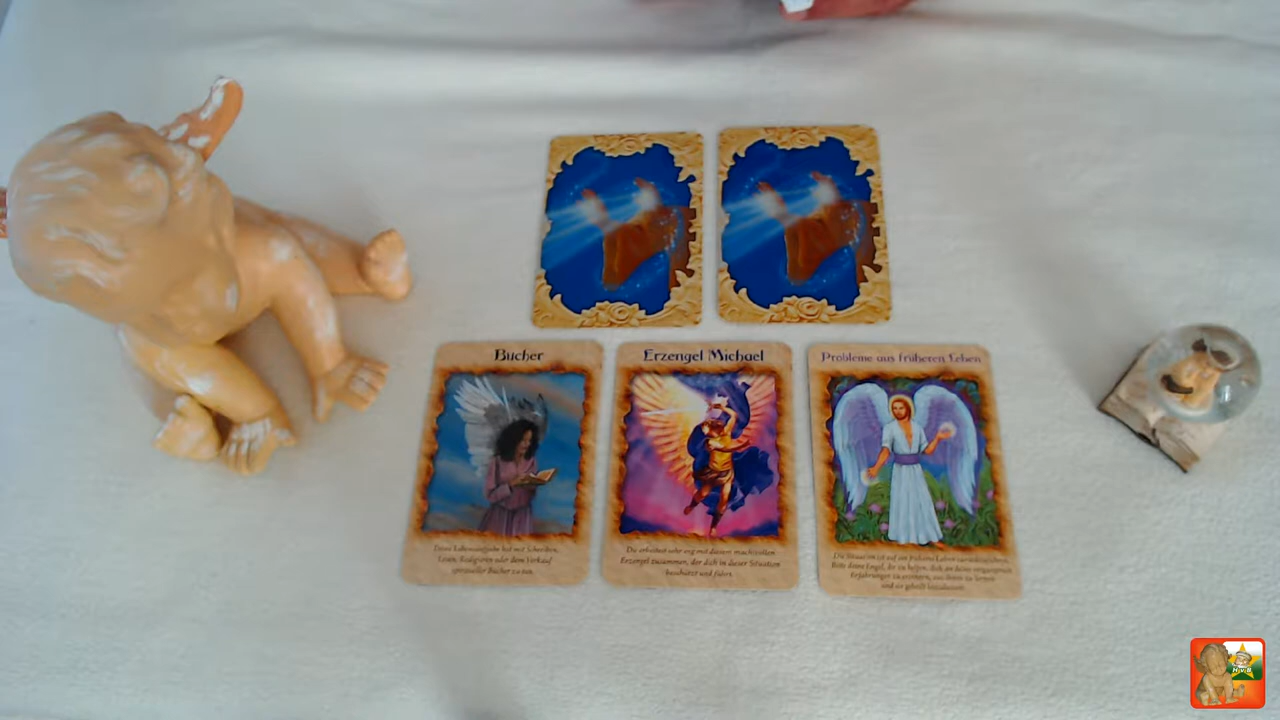 Bücher
Deine Lebensaufgabe hat mit Schreiben,
Lesen, Redigieren oder dem Verkauf
spiritueller Bücher zu tun.
Erzengel Michael
Du arbeitest sehr eng mit diesem machtvollen
Erzengel zusammen, der dich in dieser Situation
beschützt und führt.
Probleme aus früheren Leben
Die Situation ist auf ein früheres Leben zurückzuführen.
Bitte deine Engel, dir zu helfen, dich an deine vergangenen
Erfahrungen zu erinnern, aus ihnen zu lernen
und sie geheilt loszulassen.